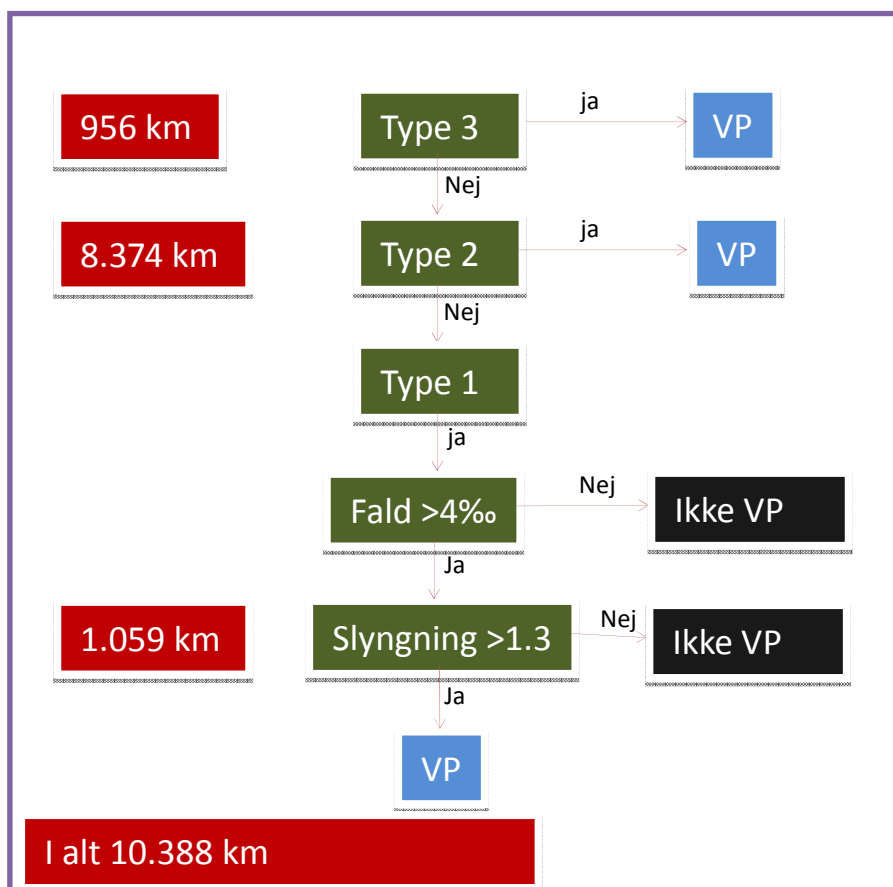 956 km
Type 3
ja
VP
Nej
8.374 km
Type 2
ja
VP
Nej
Type 1
ja
Fald >4‰
Nej
Ikke VP
Ja
1.059 km
Slyngning >1.3
Nej
Ikke VP
Ja
VP
I alt 10.388 km